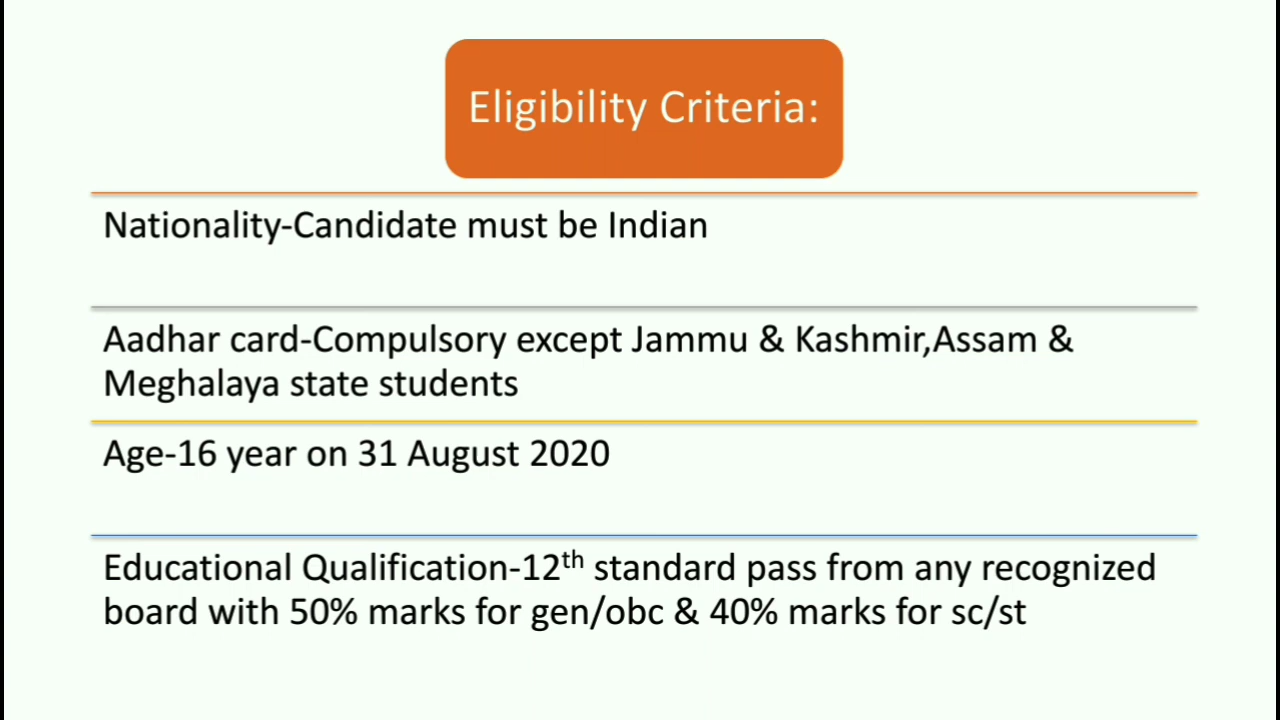 Eligibility Criteria:
Nationality-Candidate must be Indian
Aadhar card-Compulsory except Jammu & Kashmir,Assam &
Meghalaya state students
Age-16 year on 31 August 2020
Educational Qualification-12th standard pass from any recognized
board with 50% marks for gen/obc & 40% marks for sc/st